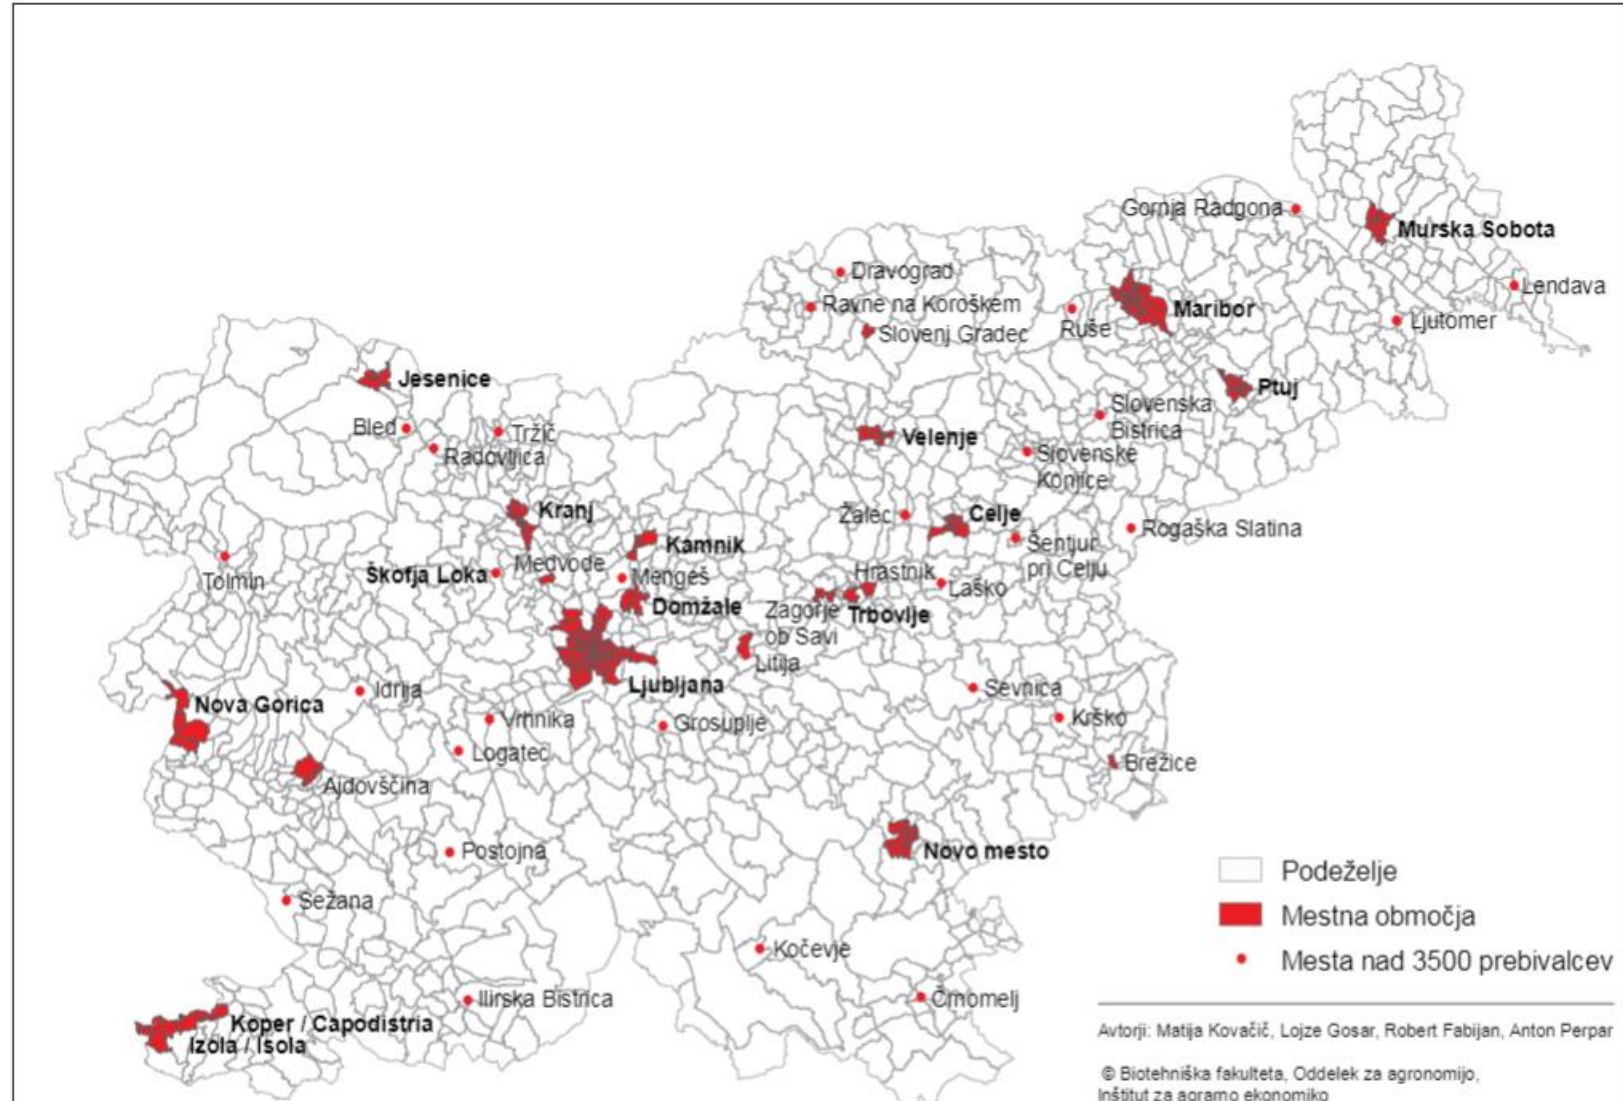 Gornja Radgona
Murska Sobota
Dravograd
Lendava
Ravne na Koroškem
Maribor
Ruše
Ljutomer
Slovenj Gradec
Jesenice
Ptuj
Slovenska
Bistrica
Bled
Tržič
Velenje
Radovljica
Slovenske
Konjice
Kranj
Žalec
Celje
Rogaška Slatina
Kamnik
Šentjur
pri Celju
Medvode
Škofja Loka
Mengeš
Hrastnik
Tolmin
Laško
Domžale
Zagorje
ob Savi
Trbovlje
Litija
Ljubljana
Idrija
Sevnica
Nova Gorica
Vrhnika
Grosuplje
Krško
Logatec
Brežice
Ajdovščina
Postojna
Novo mesto
Sežana
Kočevje
Ilirska Bistrica
Črnomelj
Koper / Capodistria
Izola / Isola
Podeželje
Mestna območja
Mesta nad 3500 prebivalcev
Avtorji: Matija Kovačič, Lojze Gosar, Robert Fabijan, Anton Perpar
© Biotehniška fakulteta, Oddelek za agronomijo,
Inštitut za agrarno ekonomiko